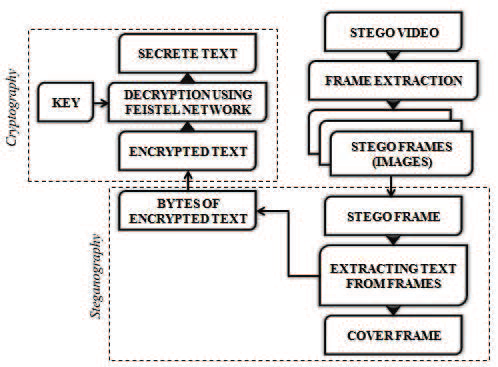 STEGO VIDEO
SECRETE TEXT
FRAME EXTRACTION
KEY
DECRYPTION USING
FEISTEL NETWORK
Cryptography
STEGO FRAMES
(IMAGES)
ENCRYPTED TEXT
BYTES OF
ENCRYPTED TEXT
STEGO FRAME
Steganography
EXTRACTING TEXT
FROM FRAMES
COVER FRAME